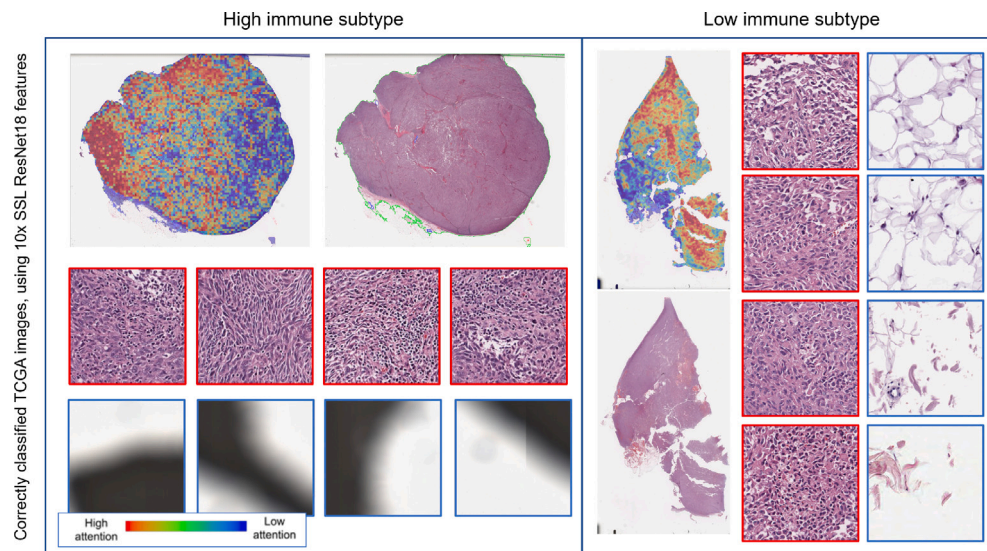 High immune subtype
Low immune subtype
Correctly classified TCGA images, using 10x SSL ResNet18 features
High
attention
Low
attention